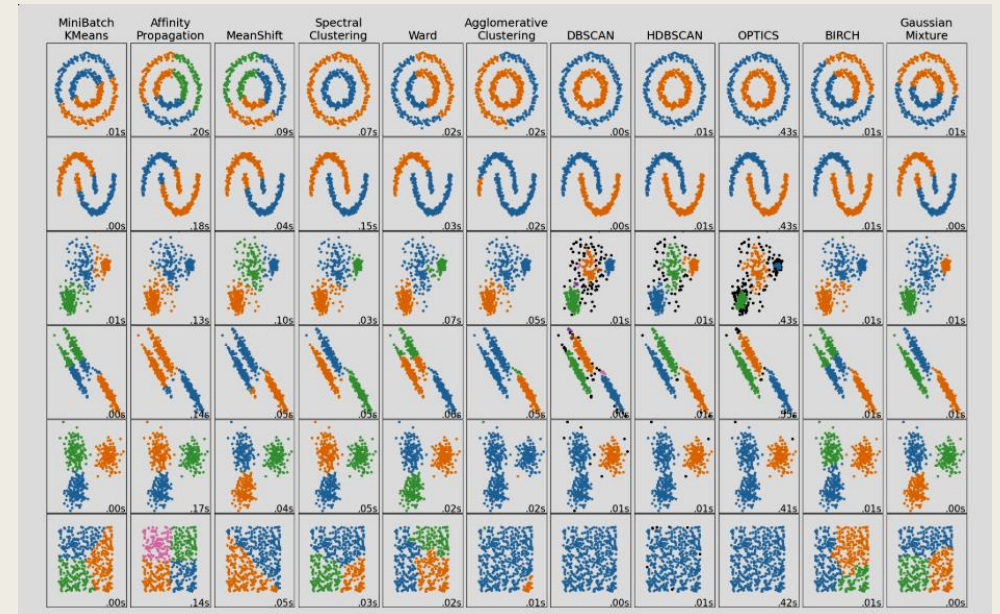 MiniBatch
KMeans
Affinity
Propagation
MeanShift
Spectral
Clustering
Ward
Agglomerative
Clustering
DBSCAN
HDBSCAN
OPTICS
BIRCH
Gaussian
Mixture
.01s .20s .09s .07s .02s .02s .00s .01s .43s .01s .01s
.00s .18s .04s .15s .03s .02s .00s .01s .43s .01s .00s
.01s .13s .10s .03s .07s .05s .01s .01s .43s .01s .01s
.00s .14s .05s .05s .06s .05s .00s .01s .01s .01s
.00s .17s .04s .05s .02s .02s .01s .01s .41s .01s .00s
.00s .14s .05s .03s .02s .01s .00s .01s .42s .01s .00s